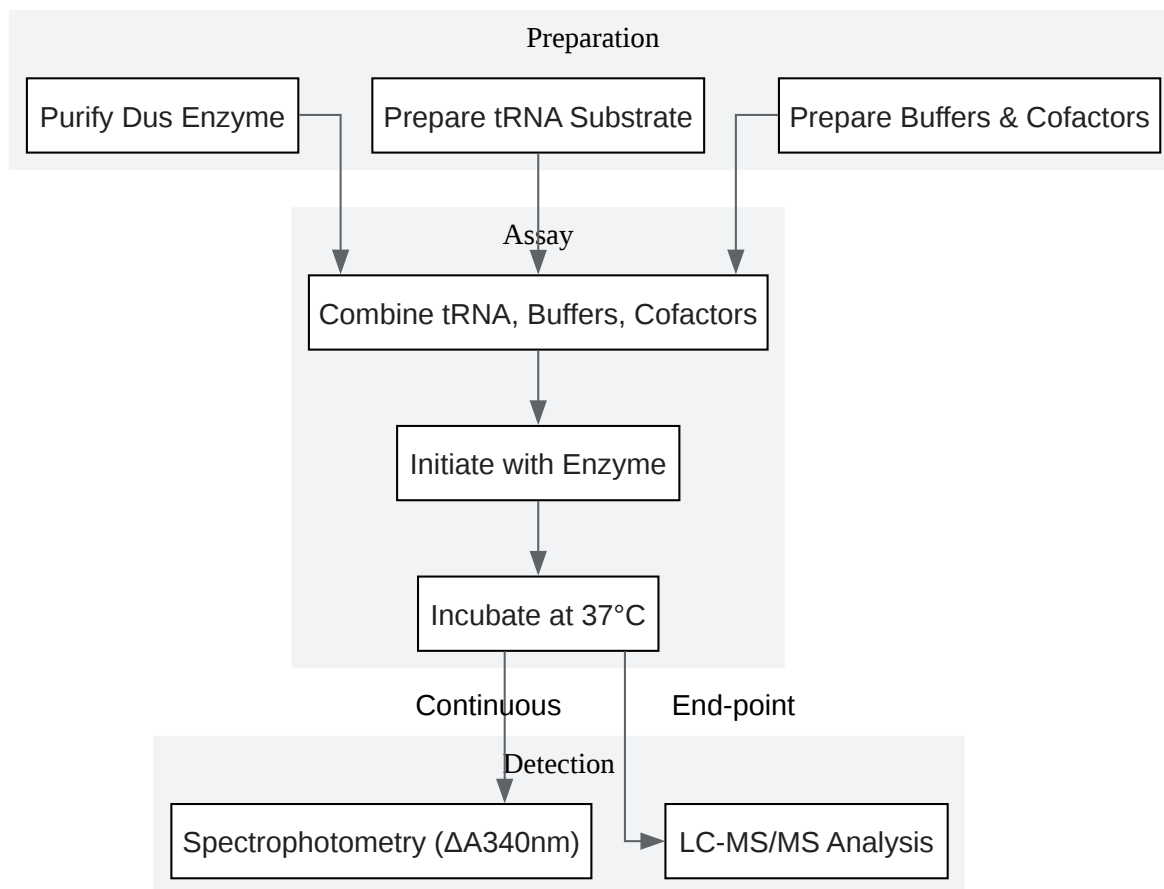 Preparation
Purify Dus Enzyme
Prepare tRNA Substrate
Prepare Buffers & Cofactors
Assay
Combine tRNA, Buffers, Cofactors
Initiate with Enzyme
Incubate at 37°C
Continuous
End-point
Detection
Spectrophotometry (ΔA340nm)
LC-MS/MS Analysis